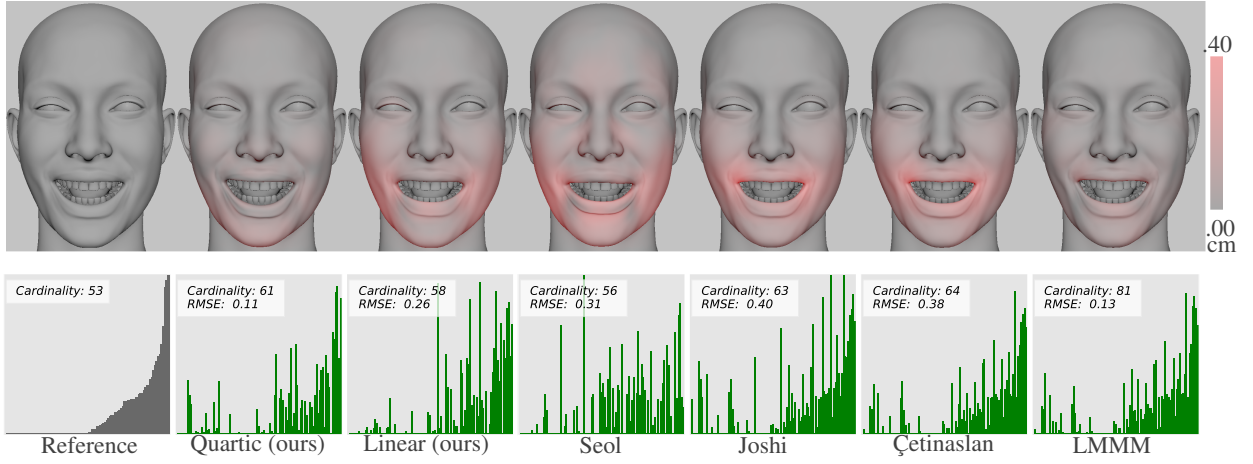 .40
.00
cm
Cardinality: 53
Cardinality: 61
RMSE: 0.11
Cardinality: 58
RMSE: 0.26
Cardinality: 56
RMSE: 0.31
Cardinality: 63
RMSE: 0.40
Cardinality: 64
RMSE: 0.38
Cardinality: 81
RMSE: 0.13
Reference
Quartic (ours)
Linear (ours)
Seol
Joshi
Çetinaslan
LMMM